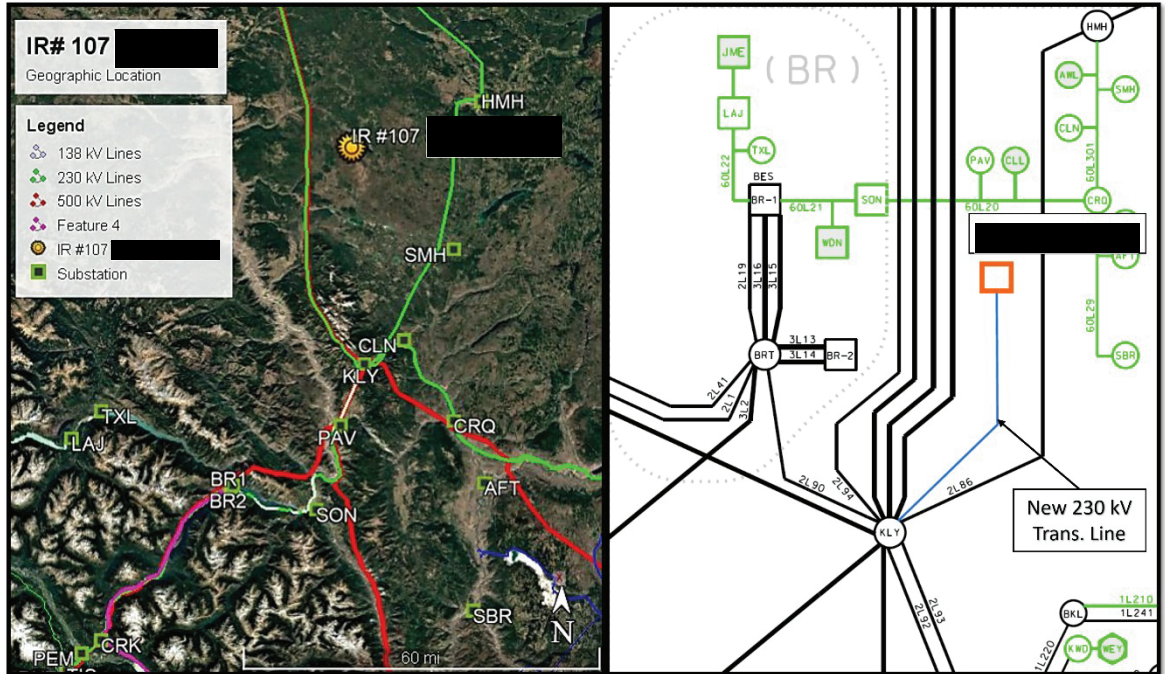 IR# 107
Geographic Location
Legend
138 kV Lines
230 kV Lines
500 kV Lines
Feature 4
IR #107
Substation
HMH
IR #107
SMH
CLN
KLY
TXL
LAJ
PAV
CRQ
BR1
BR2
SON
AFT
SBR
CRK
PEM
N
60 mi
JME
(BR)
LAJ
TXL
60L22
BES
BR-1
60L21
SON
WDN
2L19
3L16
3L15
3L13
3L14
BRT
BR-2
2L41
2L1
3L2
2L90
2L94
2L86
KLY
2L92
2L93
HMH
AWL
SMH
CLN
60L301
PAV
CLL
60L20
CRQ
AFT
60L29
SBR
New 230 kV
Trans. Line
1L210
1L241
BKL
1L220
KWD
WEY